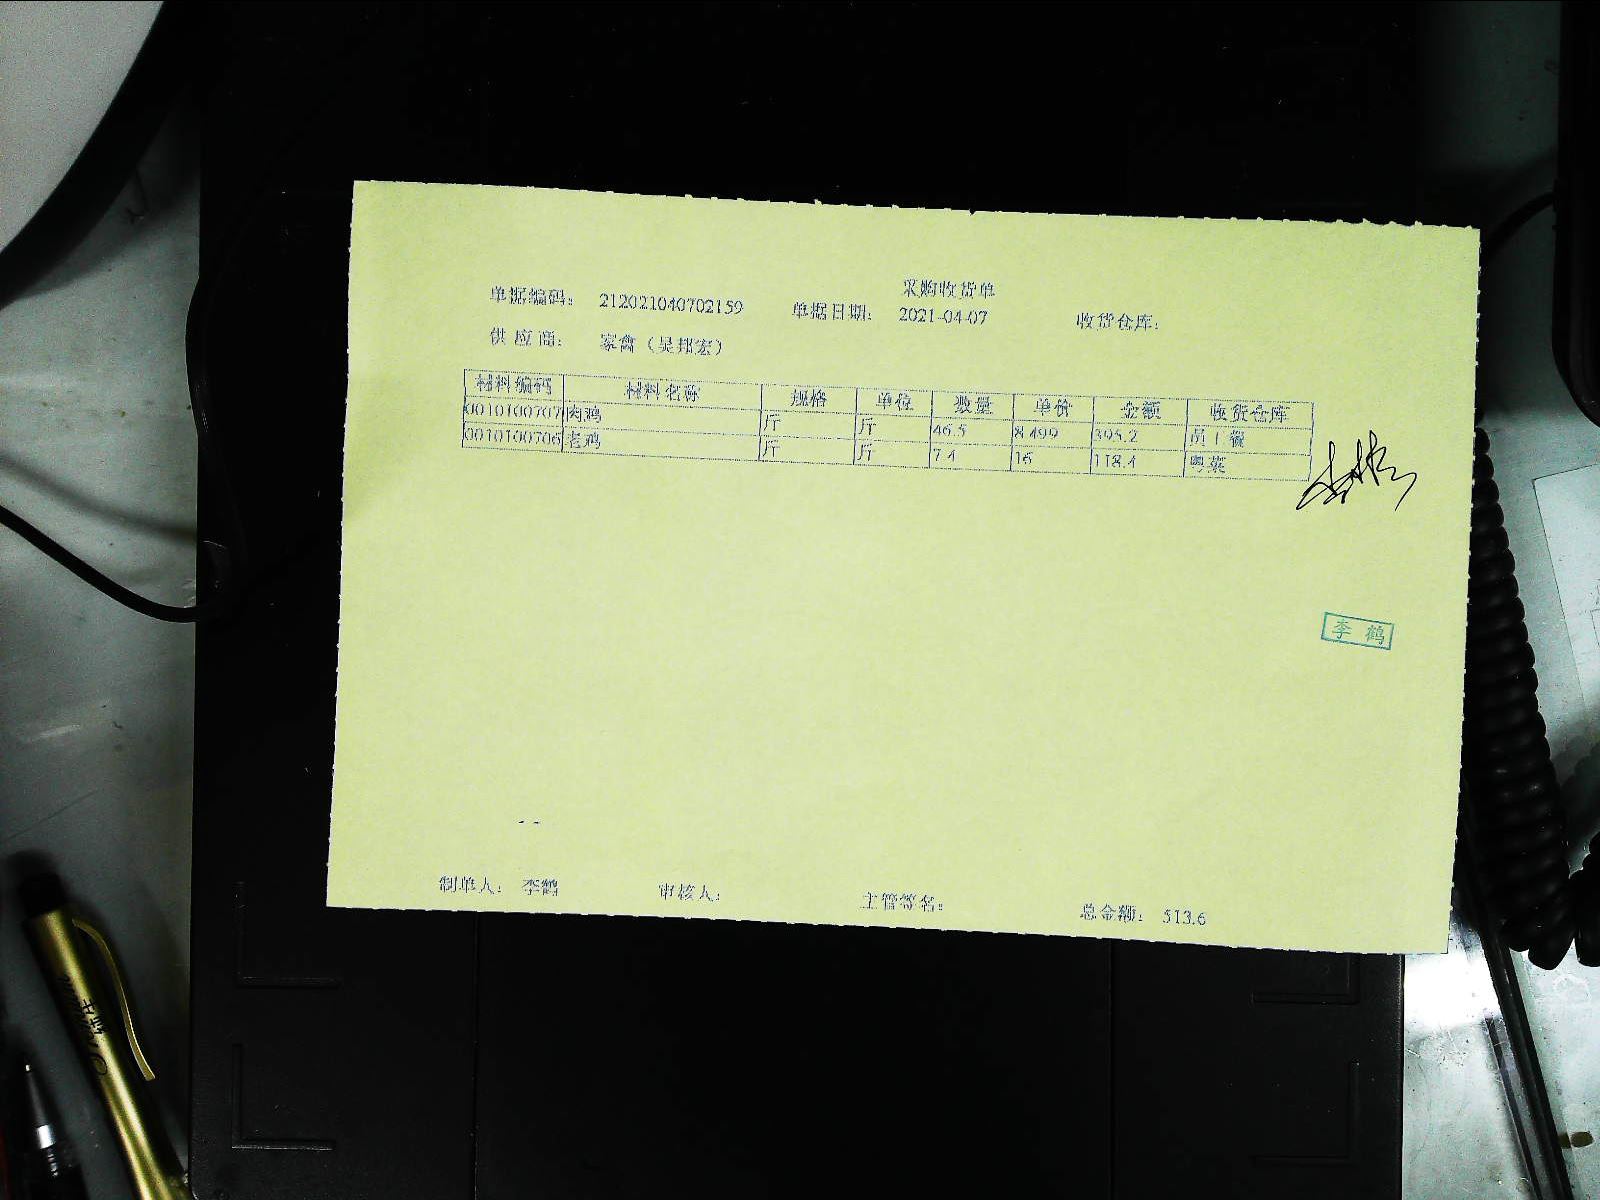 采购收货单
单据编码: 212021040702159 单据日期: 2021-04-07 收货仓库:
供应商: 家禽（吴邦宏）
材料编码 材料名称 规格 单位 数量 单价 金额 收货仓库
0010100707 肉鸡 斤 斤 46.5 8.499 395.2 员工餐
0010100706 老鸡 斤 斤 7.4 16 118.4 粤菜
李鹤
制单人: 李鹤 审核人: 主管签名: 总金额: 513.6